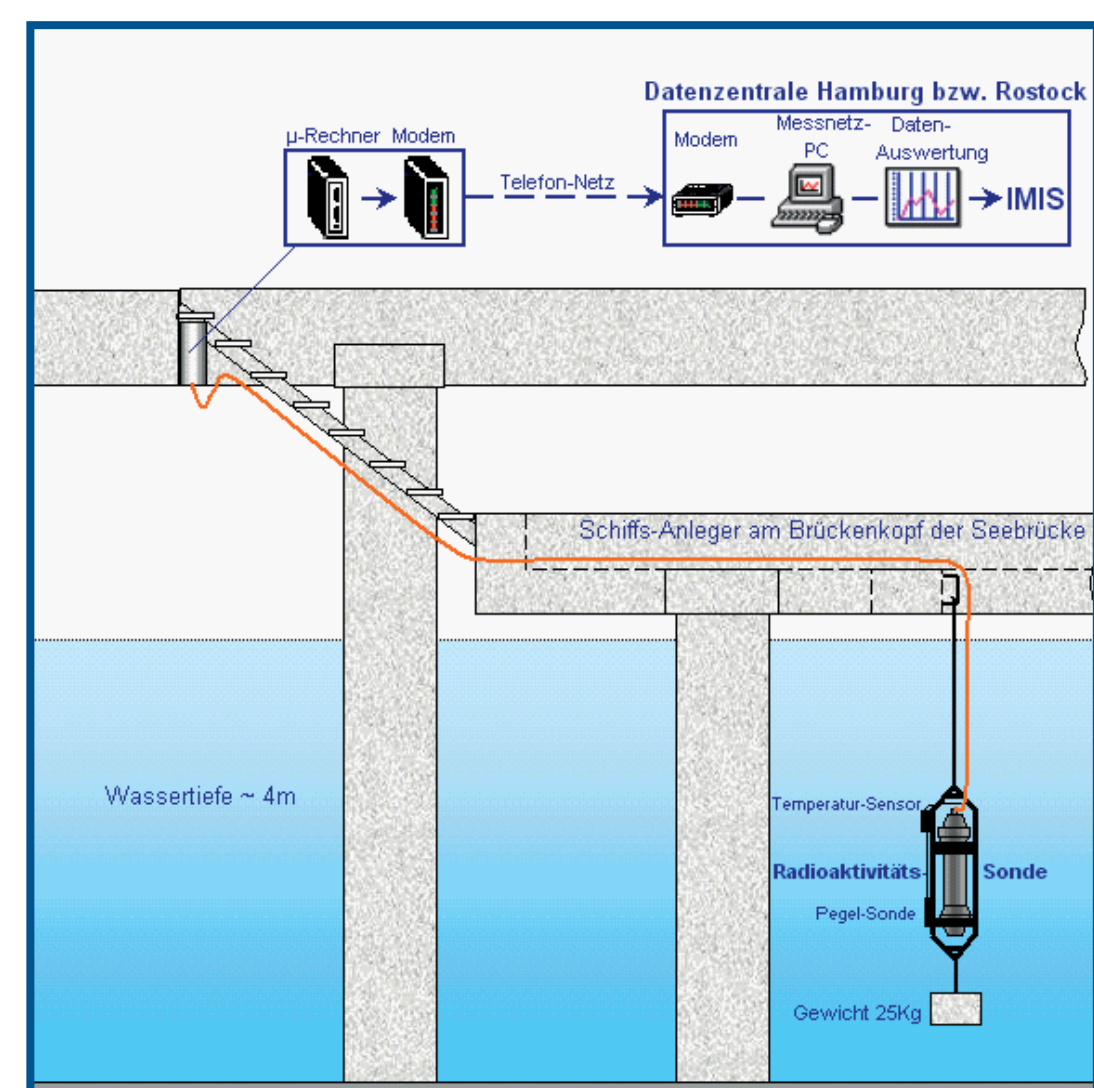 Datenzentrale Hamburg bzw. Rostock
µ-Rechner Modem
Telefon-Netz
Modem
Messnetz-
PC
Daten-
Auswertung
IMIS
Schiffs-Anleger am Brückenkopf der Seebrücke
Wassertiefe ~ 4m
Temperatur-Sensor
Radioaktivitäts- Sonde
Pegel-Sonde
Gewicht 25Kg